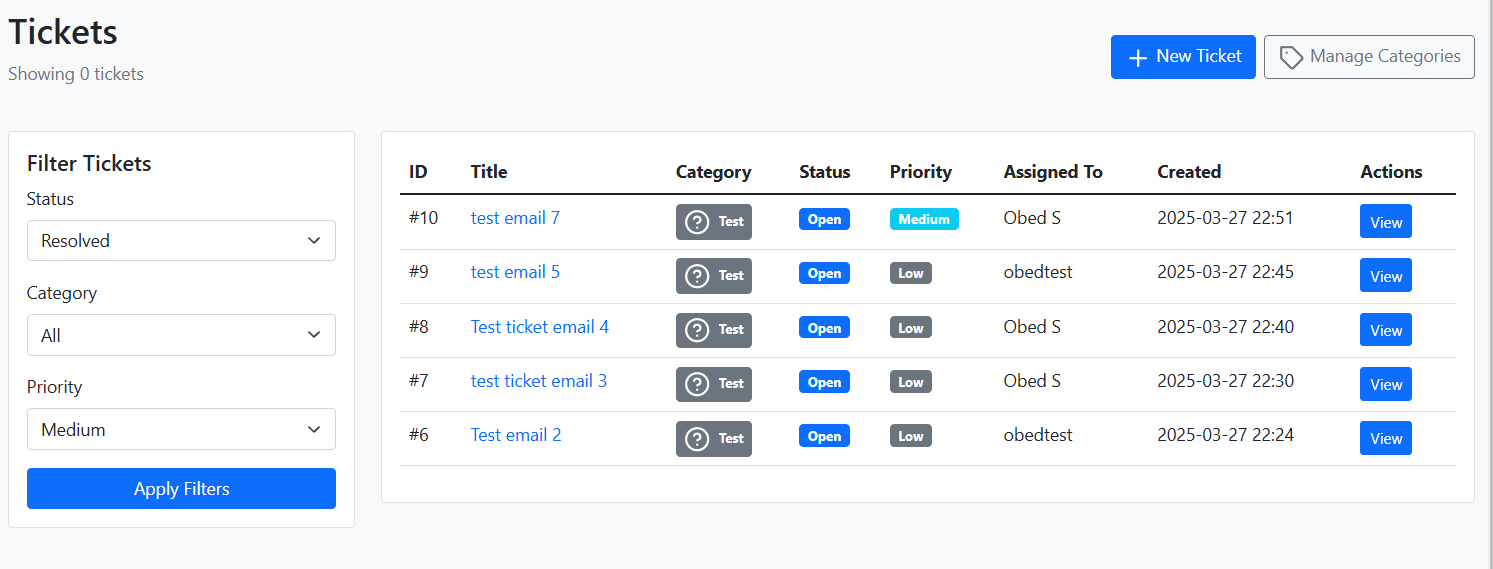 Tickets
Showing 0 tickets
New Ticket
Manage Categories
Filter Tickets
Status
Resolved
Category
All
Priority
Medium
Apply Filters
ID Title Category Status Priority Assigned To Created Actions
#10 test email 7 Test Open Medium Obed S 2025-03-27 22:51 View
#9 test email 5 Test Open Low obedtest 2025-03-27 22:45 View
#8 Test ticket email 4 Test Open Low Obed S 2025-03-27 22:40 View
#7 test ticket email 3 Test Open Low Obed S 2025-03-27 22:30 View
#6 Test email 2 Test Open Low obedtest 2025-03-27 22:24 View